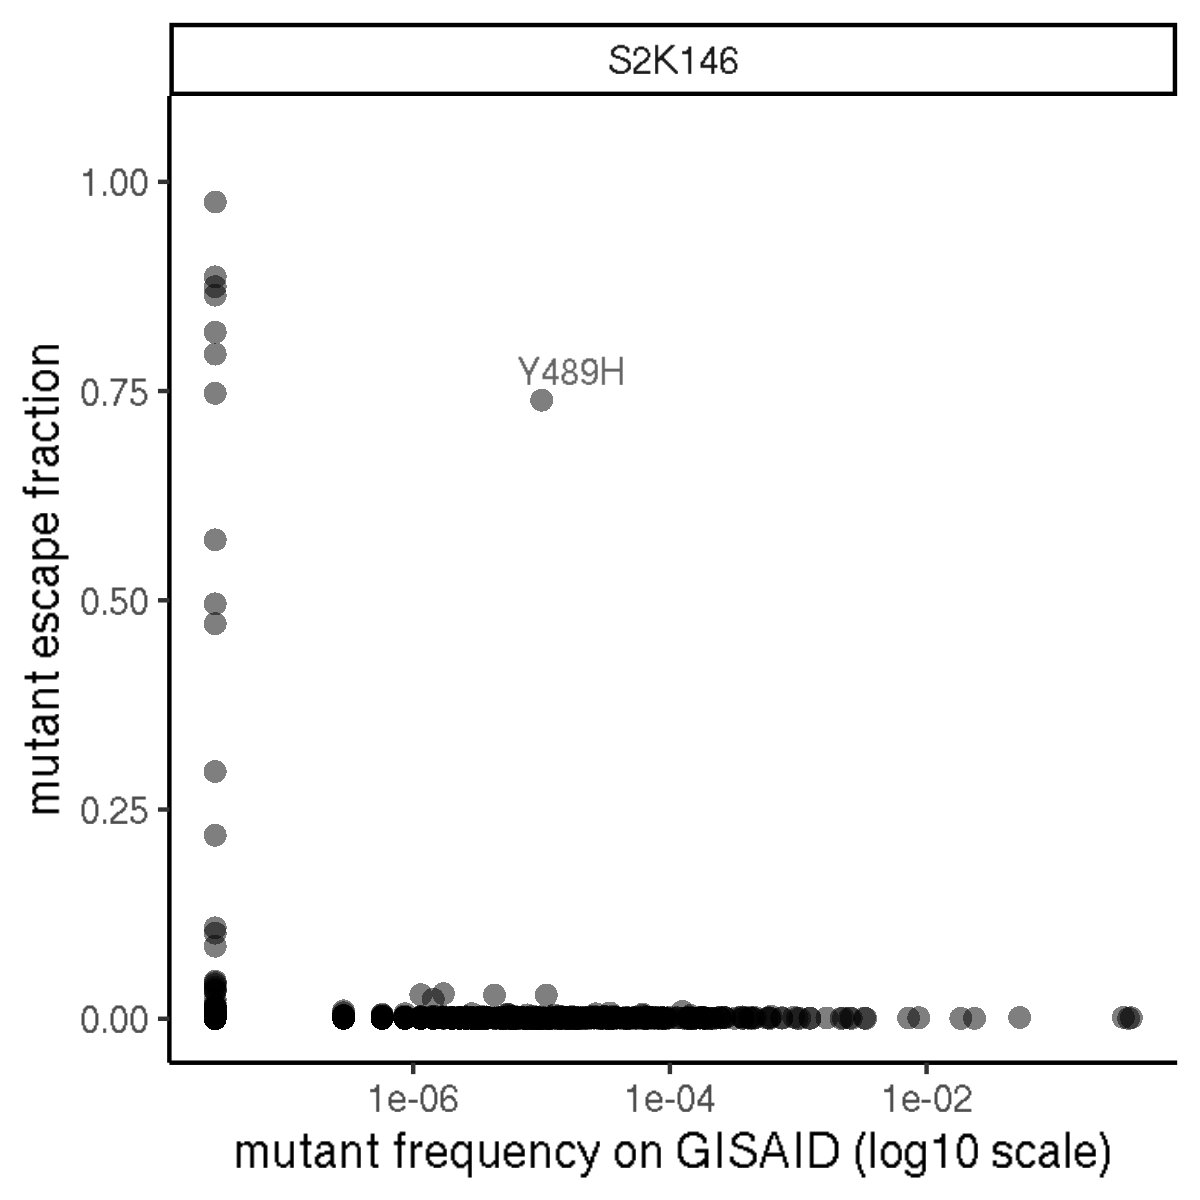 S2K146
mutant escape fraction
1.00
0.75
0.50
0.25
0.00
Y489H
1e-06 1e-04 1e-02
mutant frequency on GISAID (log10 scale)